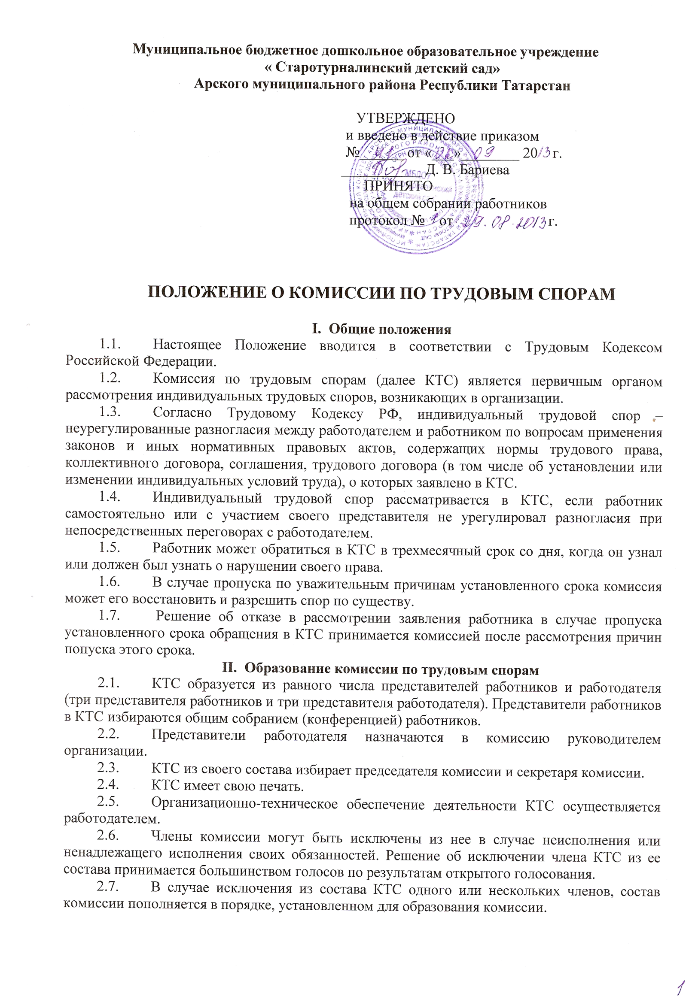 Муниципальное бюджетное дошкольное образовательное учреждение
« Старотурналинский детский сад»
Арского муниципального района Республики Татарстан
УТВЕРЖДЕНО
и введено в действие приказом
№ от « » 09 2013 г.
Д. В. Бариева
ПРИНЯТО
на общем собрании работников
протокол № 1 от 29.08.2013 г.
ПОЛОЖЕНИЕ О КОМИССИИ ПО ТРУДОВЫМ СПОРАМ
I. Общие положения
1.1. Настоящее Положение вводится в соответствии с Трудовым Кодексом
Российской Федерации.
1.2. Комиссия по трудовым спорам (далее КТС) является первичным органом
рассмотрения индивидуальных трудовых споров, возникающих в организации.
1.3. Согласно Трудовому Кодексу РФ, индивидуальный трудовой спор –
неурегулированные разногласия между работодателем и работником по вопросам применения
законов и иных нормативных правовых актов, содержащих нормы трудового права,
коллективного договора, соглашения, трудового договора (в том числе об установлении или
изменении индивидуальных условий труда), о которых заявлено в КТС.
1.4. Индивидуальный трудовой спор рассматривается в КТС, если работник
самостоятельно или с участием своего представителя не урегулировал разногласия при
непосредственных переговорах с работодателем.
1.5. Работник может обратиться в КТС в трехмесячный срок со дня, когда он узнал
или должен был узнать о нарушении своего права.
1.6. В случае пропуска по уважительным причинам установленного срока комиссия
может его восстановить и разрешить спор по существу.
1.7. Решение об отказе в рассмотрении заявления работника в случае пропуска
установленного срока обращения в КТС принимается комиссией после рассмотрения причин
попуска этого срока.
II. Образование комиссии по трудовым спорам
2.1. КТС образуется из равного числа представителей работников и работодателя
(три представителя работников и три представителя работодателя). Представители работников
в КТС избираются общим собранием (конференцией) работников.
2.2. Представители работодателя назначаются в комиссию руководителем
организации.
2.3. КТС из своего состава избирает председателя комиссии и секретаря комиссии.
2.4. КТС имеет свою печать.
2.5. Организационно-техническое обеспечение деятельности КТС осуществляется
работодателем.
2.6. Члены комиссии могут быть исключены из нее в случае неисполнения или
ненадлежащего исполнения своих обязанностей. Решение об исключении члена КТС из ее
состава принимается большинством голосов по результатам открытого голосования.
2.7. В случае исключения из состава КТС одного или нескольких членов, состав
комиссии пополняется в порядке, установленном для образования комиссии.
1